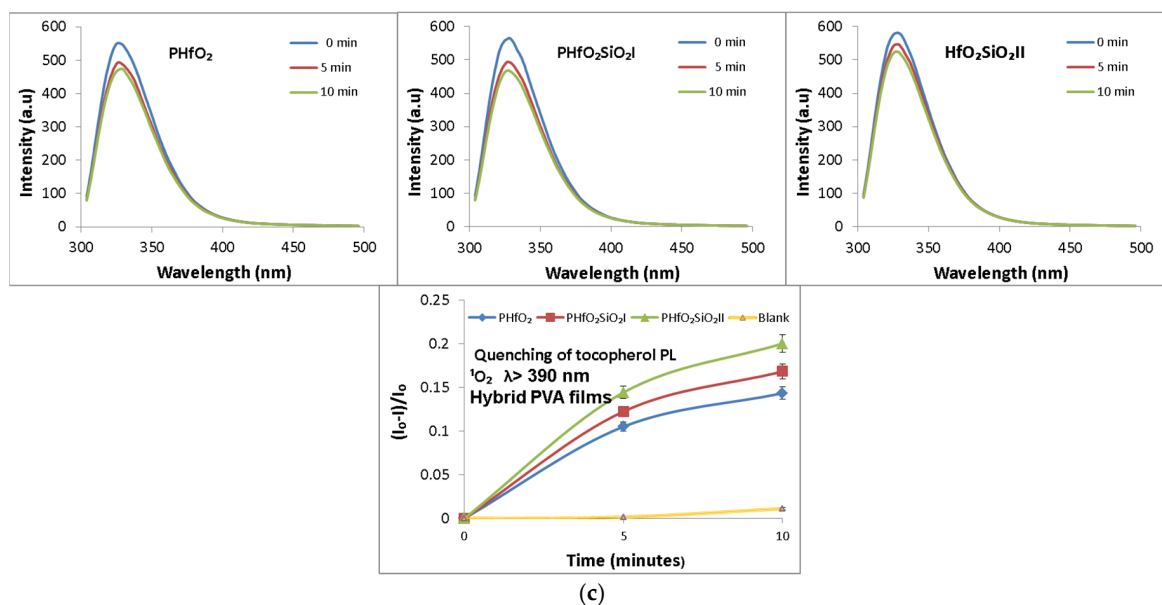 600
500
400
300
200
100
0
Intensity (a.u)
PHfO₂
0 min
5 min
10 min
300 350 400 450 500
Wavelength (nm)
600
500
400
300
200
100
0
Intensity (a.u)
PHfO₂SiO₂I
0 min
5 min
10 min
300 350 400 450 500
Wavelength (nm)
600
500
400
300
200
100
0
Intensity (a.u)
HfO₂SiO₂II
0 min
5 min
10 min
300 350 400 450 500
Wavelength (nm)
0.25
0.2
0.15
0.1
0.05
0
(Iₒ-I)/Iₒ
PHfO₂ PHfO₂SiO₂I PHfO₂SiO₂II Blank
Quenching of tocopherol PL
¹O₂ λ> 390 nm
Hybrid PVA films
0 5 10
Time (minutes)
(c)